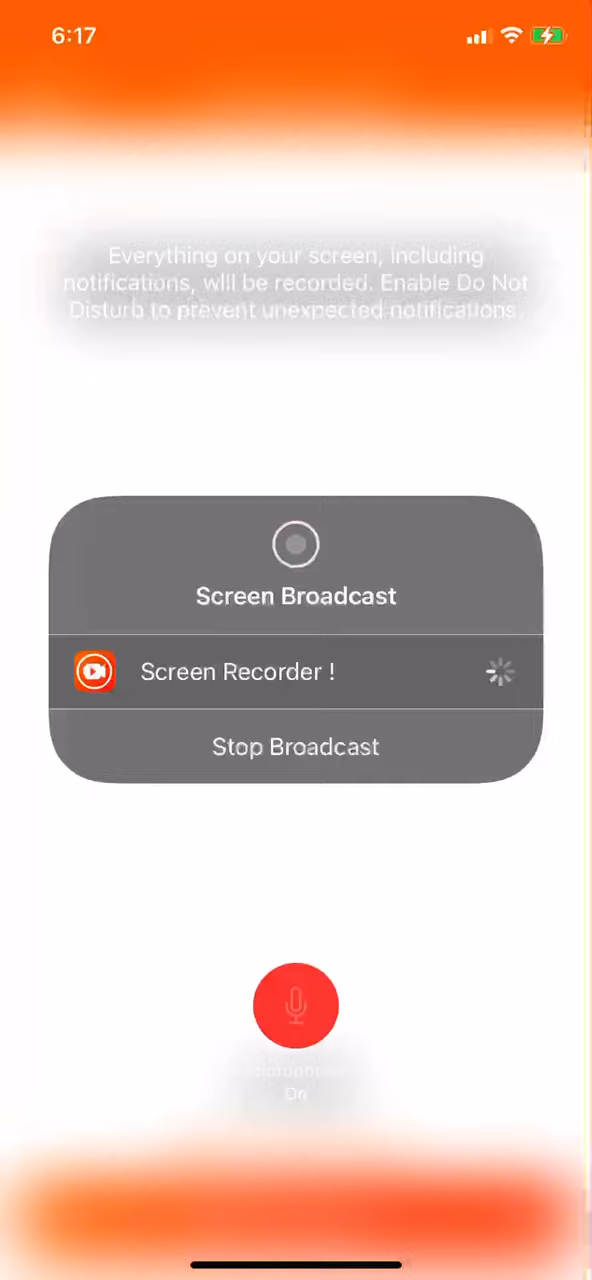 6:17
Everything on your screen, including
notifications, will be recorded. Enable Do Not
Disturb to prevent unexpected notifications.
Screen Broadcast
Screen Recorder !
Stop Broadcast
Microphone
On